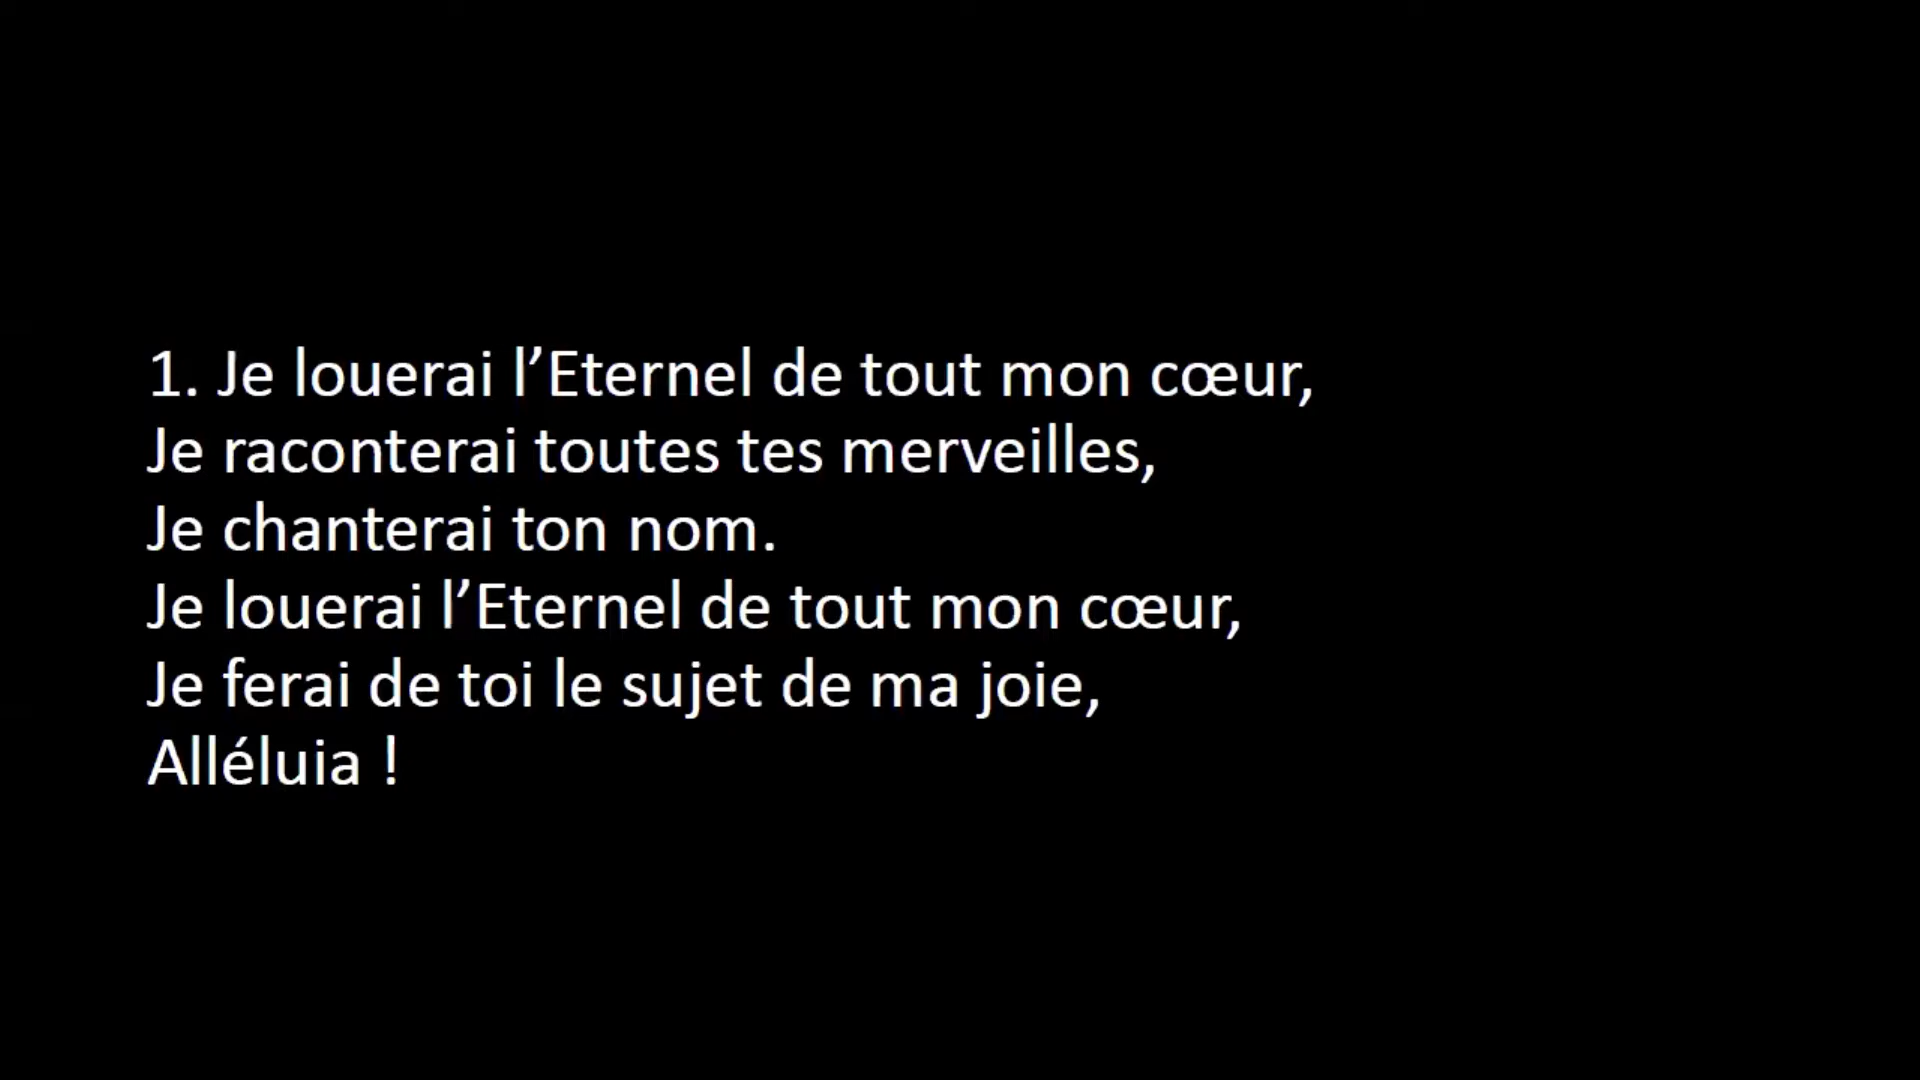 1. Je louerai l’Eternel de tout mon cœur,
Je raconterai toutes tes merveilles,
Je chanterai ton nom.
Je louerai l’Eternel de tout mon cœur,
Je ferai de toi le sujet de ma joie,
Alléluia !